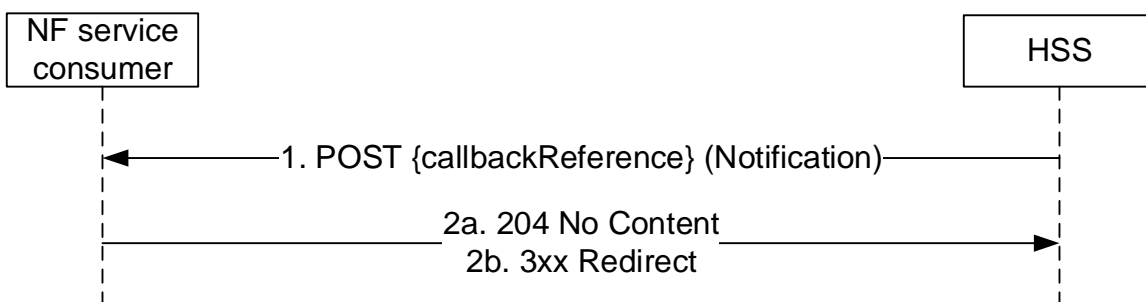 NF service
consumer
HSS
1. POST {callbackReference} (Notification)
2a. 204 No Content
2b. 3xx Redirect